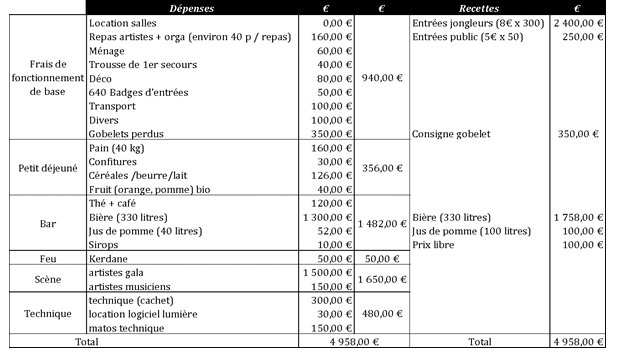 Dépenses € € Recettes €
Location salles 0,00 € Entrées jongleurs (8€ x 300) 2 400,00 €
Repas artistes + orga (environ 40 p / repas) 160,00 € Entrées public (5€ x 50) 250,00 €
Ménage 60,00 €
Frais de Trousse de 1er secours 40,00 €
fonctionnement Déco 80,00 € 940,00 €
de base 640 Badges d'entrées 50,00 €
Transport 100,00 €
Divers 100,00 €
Gobelets perdus 350,00 € Consigne gobelet 350,00 €
Pain (40 kg) 160,00 €
Petit déjeuné Confitures 30,00 € 356,00 €
Céréales /beurre/lait 126,00 €
Fruit (orange, pomme) bio 40,00 €
Thé + café 120,00 €
Bar Bière (330 litres) 1 300,00 € 1 482,00 € Bière (330 litres) 1 758,00 €
Jus de pomme (40 litres) 52,00 € Jus de pomme (100 litres) 100,00 €
Sirops 10,00 € Prix libre 100,00 €
Feu Kerdane 50,00 € 50,00 €
Scène artistes gala 1 500,00 € 1 650,00 €
artistes musiciens 150,00 €
technique (cachet) 300,00 €
Technique location logiciel lumière 30,00 € 480,00 €
matos technique 150,00 €
Total 4 958,00 € Total 4 958,00 €